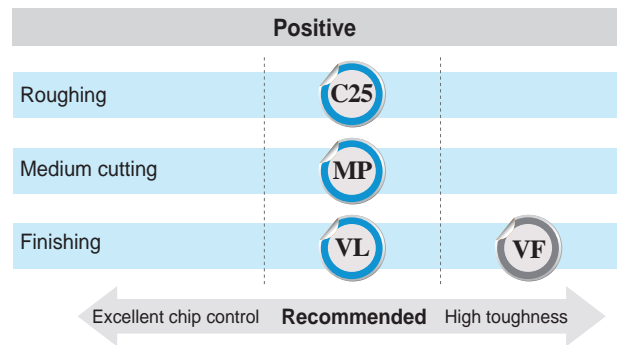 Positive
Roughing C25
Medium cutting MP
Finishing VL VF
Excellent chip control Recommended High toughness